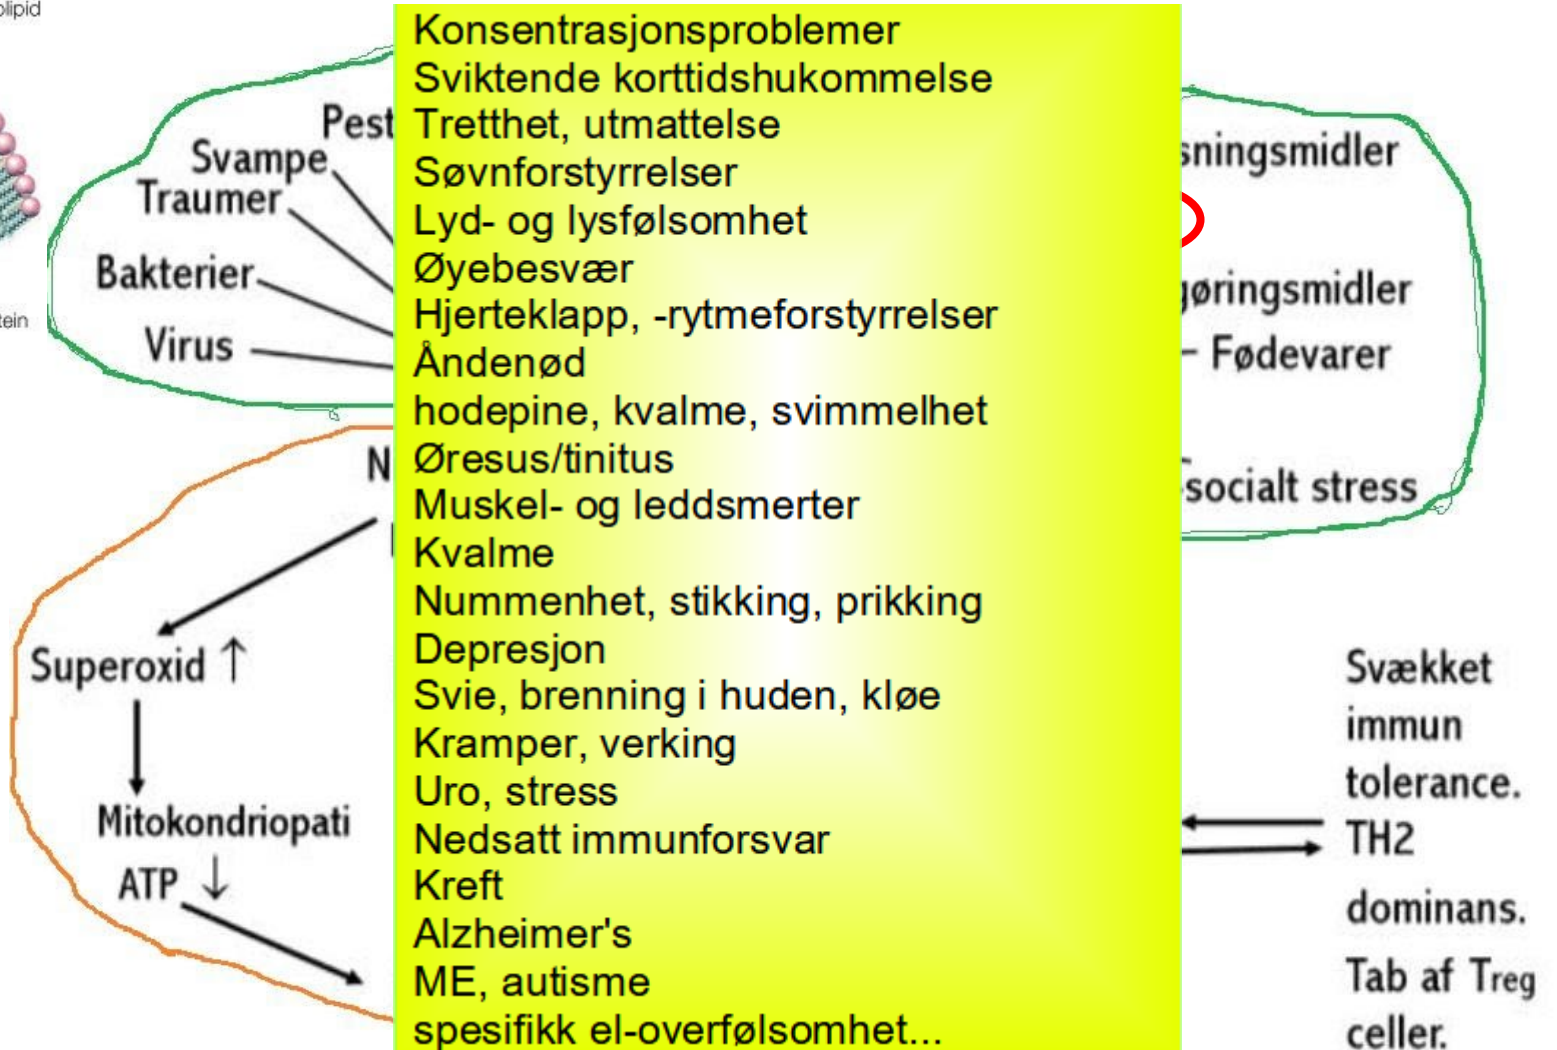 olipid
tein
Pest
Svampe
Traumer
Bakterier
Virus
N
Superoxid ↑
Mitokondriopati
ATP ↓
Konsentrasjonsproblemer
Sviktende korttidshukommelse
Tretthet, utmattelse
Søvnforstyrrelser
Lyd- og lysfølsomhet
Øyebesvær
Hjerteklapp, -rytmeforstyrrelser
Åndenød
hodepine, kvalme, svimmelhet
Øresus/tinitus
Muskel- og leddsmerter
Kvalme
Nummenhet, stikking, prikking
Depresjon
Svie, brenning i huden, kløe
Kramper, verking
Uro, stress
Nedsatt immunforsvar
Kreft
Alzheimer's
ME, autisme
spesifikk el-overfølsomhet...
sningsmidler
gøringsmidler
Fødevarer
-socialt stress
Svækket
immun
tolerance.
TH2
dominans.
Tab af Treg
celler.